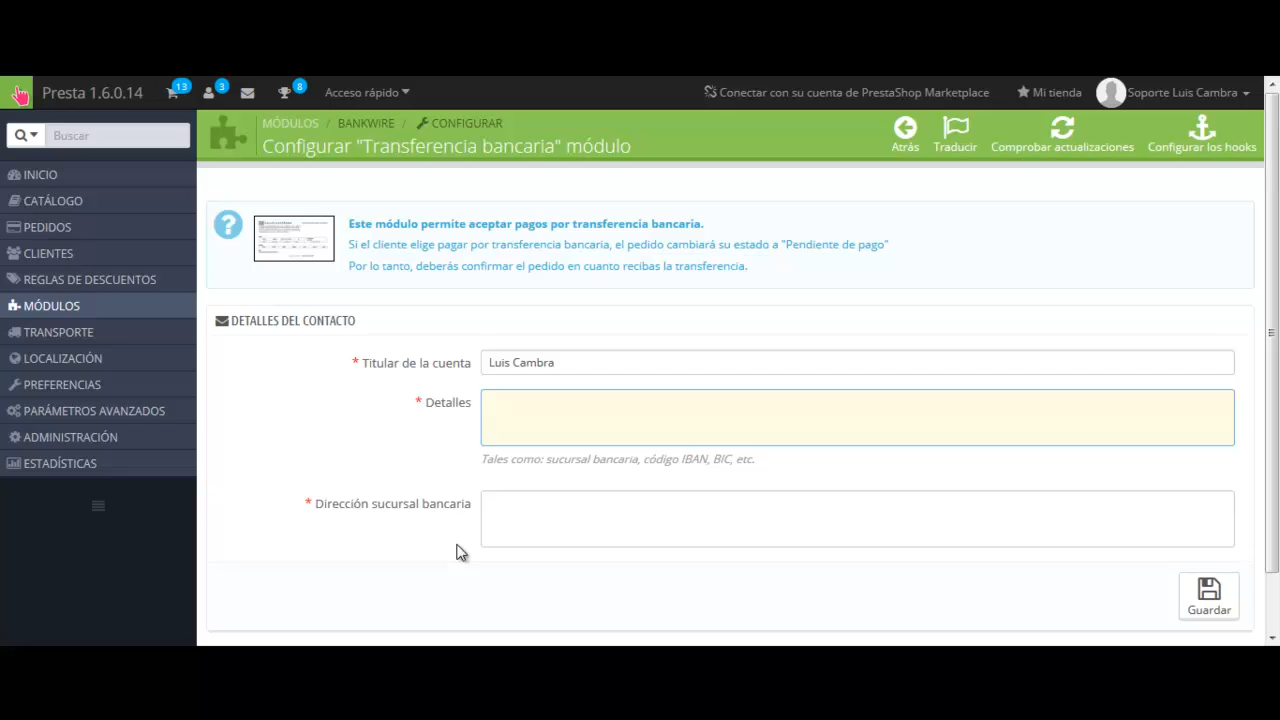 Presta 1.6.0.14 13 3 8 Acceso rápido Conectar con su cuenta de PrestaShop Marketplace Mi tienda Soporte Luis Cambra
Buscar
MÓDULOS / BANKWIRE / CONFIGURAR
Configurar "Transferencia bancaria" módulo
Atrás Traducir Comprobar actualizaciones Configurar los hooks
INICIO
CATÁLOGO
PEDIDOS
CLIENTES
REGLAS DE DESCUENTOS
MÓDULOS
TRANSPORTE
LOCALIZACIÓN
PREFERENCIAS
PARÁMETROS AVANZADOS
ADMINISTRACIÓN
ESTADÍSTICAS
Este módulo permite aceptar pagos por transferencia bancaria.
Si el cliente elige pagar por transferencia bancaria, el pedido cambiará su estado a "Pendiente de pago"
Por lo tanto, deberás confirmar el pedido en cuanto recibas la transferencia.
DETALLES DEL CONTACTO
* Titular de la cuenta Luis Cambra
* Detalles
Tales como: sucursal bancaria, código IBAN, BIC, etc.
* Dirección sucursal bancaria
Guardar